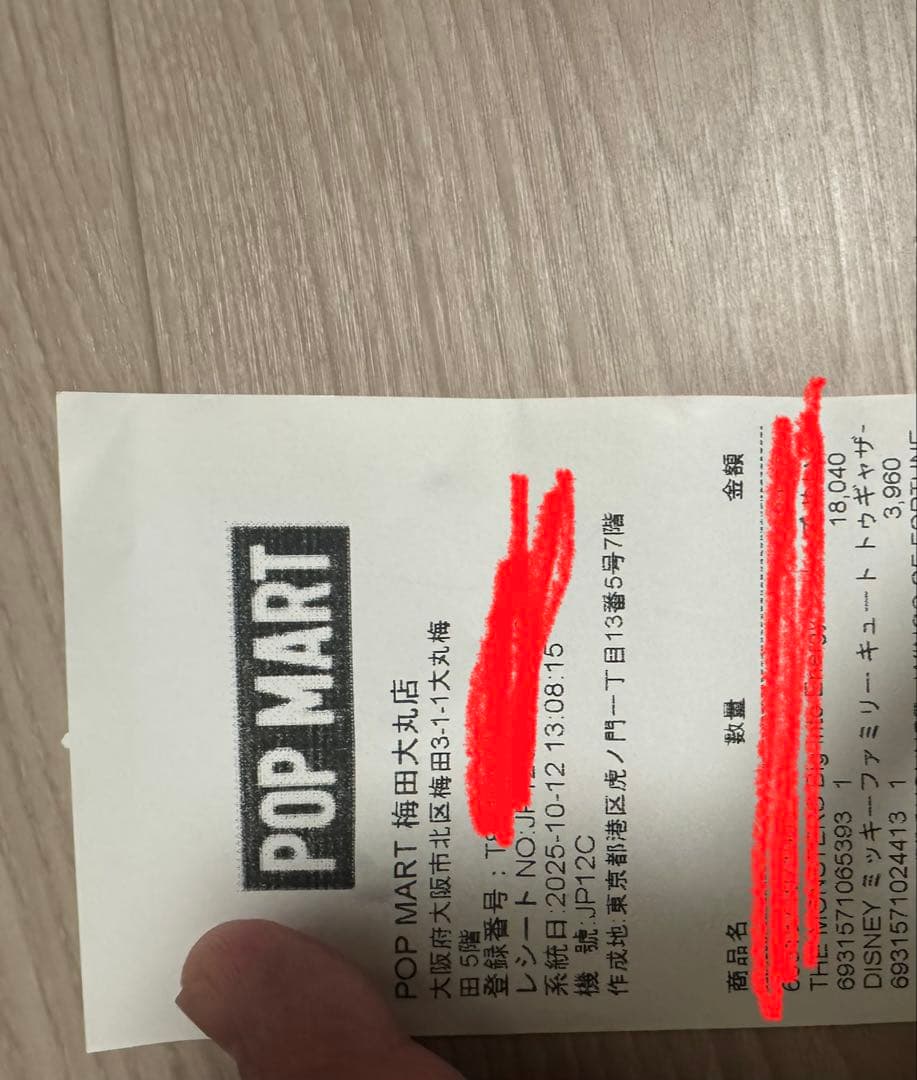 POP MART
POP MART 梅田大丸店
大阪府大阪市北区梅田3-1-1大丸梅
田 5階
登録番号：T
レシート NO:JP
系統日:2025-10-12 13:08:15
機 號:JP12C
作成地:東京都港区虎ノ門一丁目13番5号7階
商品名 数量 金額
THE MONSTERS Big into Energy
6931571065393 1 18,040
DISNEY ミッキーファミリー・キュート トゥギャザー
6931571024413 1 3,960